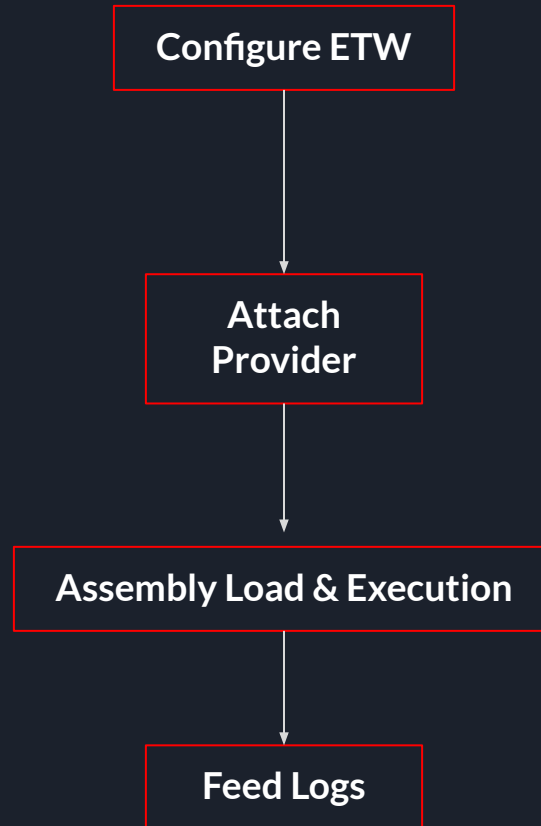 Configure ETW
Attach
Provider
Assembly Load & Execution
Feed Logs